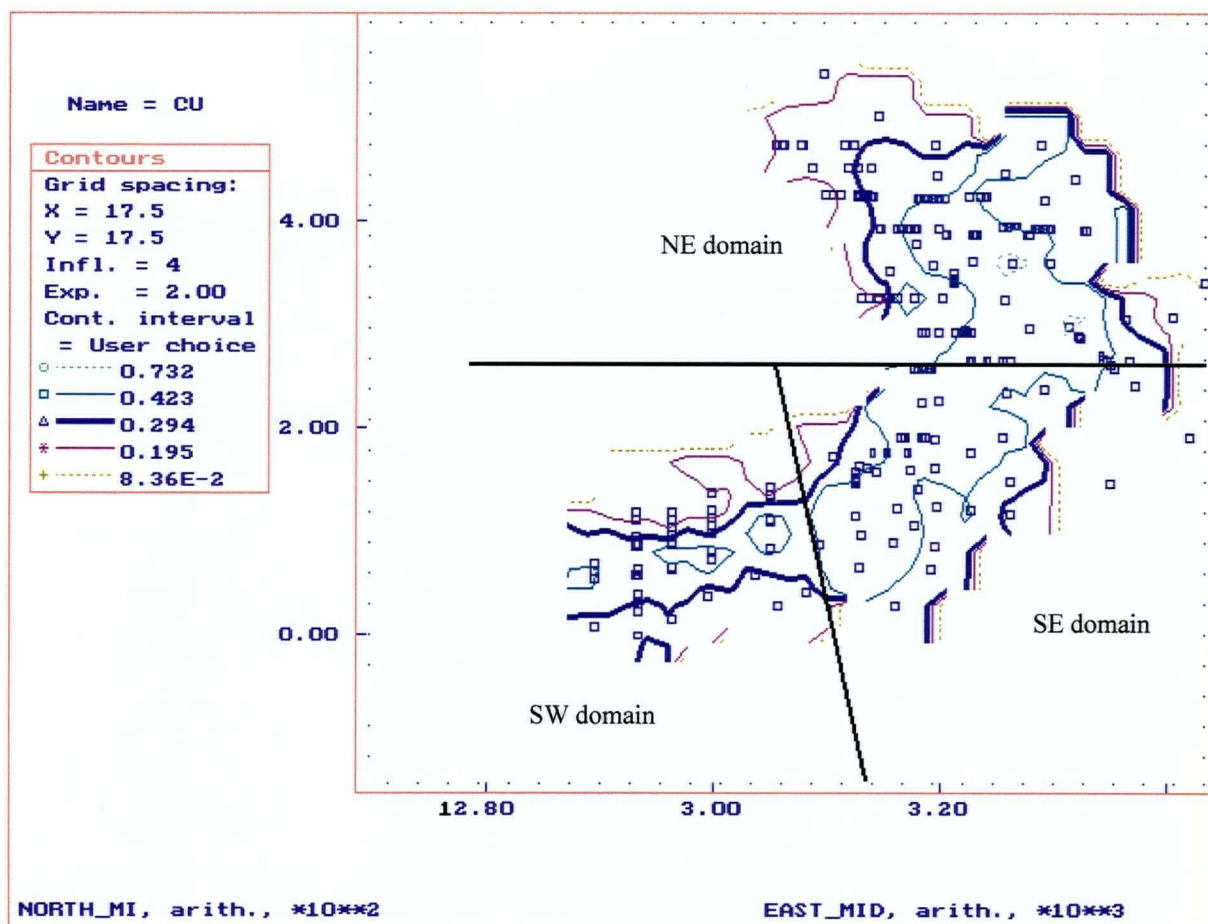 Name = CU
Contours
Grid spacing:
X = 17.5
Y = 17.5
Infl. = 4
Exp. = 2.00
Cont. interval
= User choice
0.732
0.423
0.294
0.195
8.36E-2
4.00
2.00
0.00
NE domain
SE domain
SW domain
12.80 3.00 3.20
NORTH_MI, arith., *10**2 EAST_MID, arith., *10**3